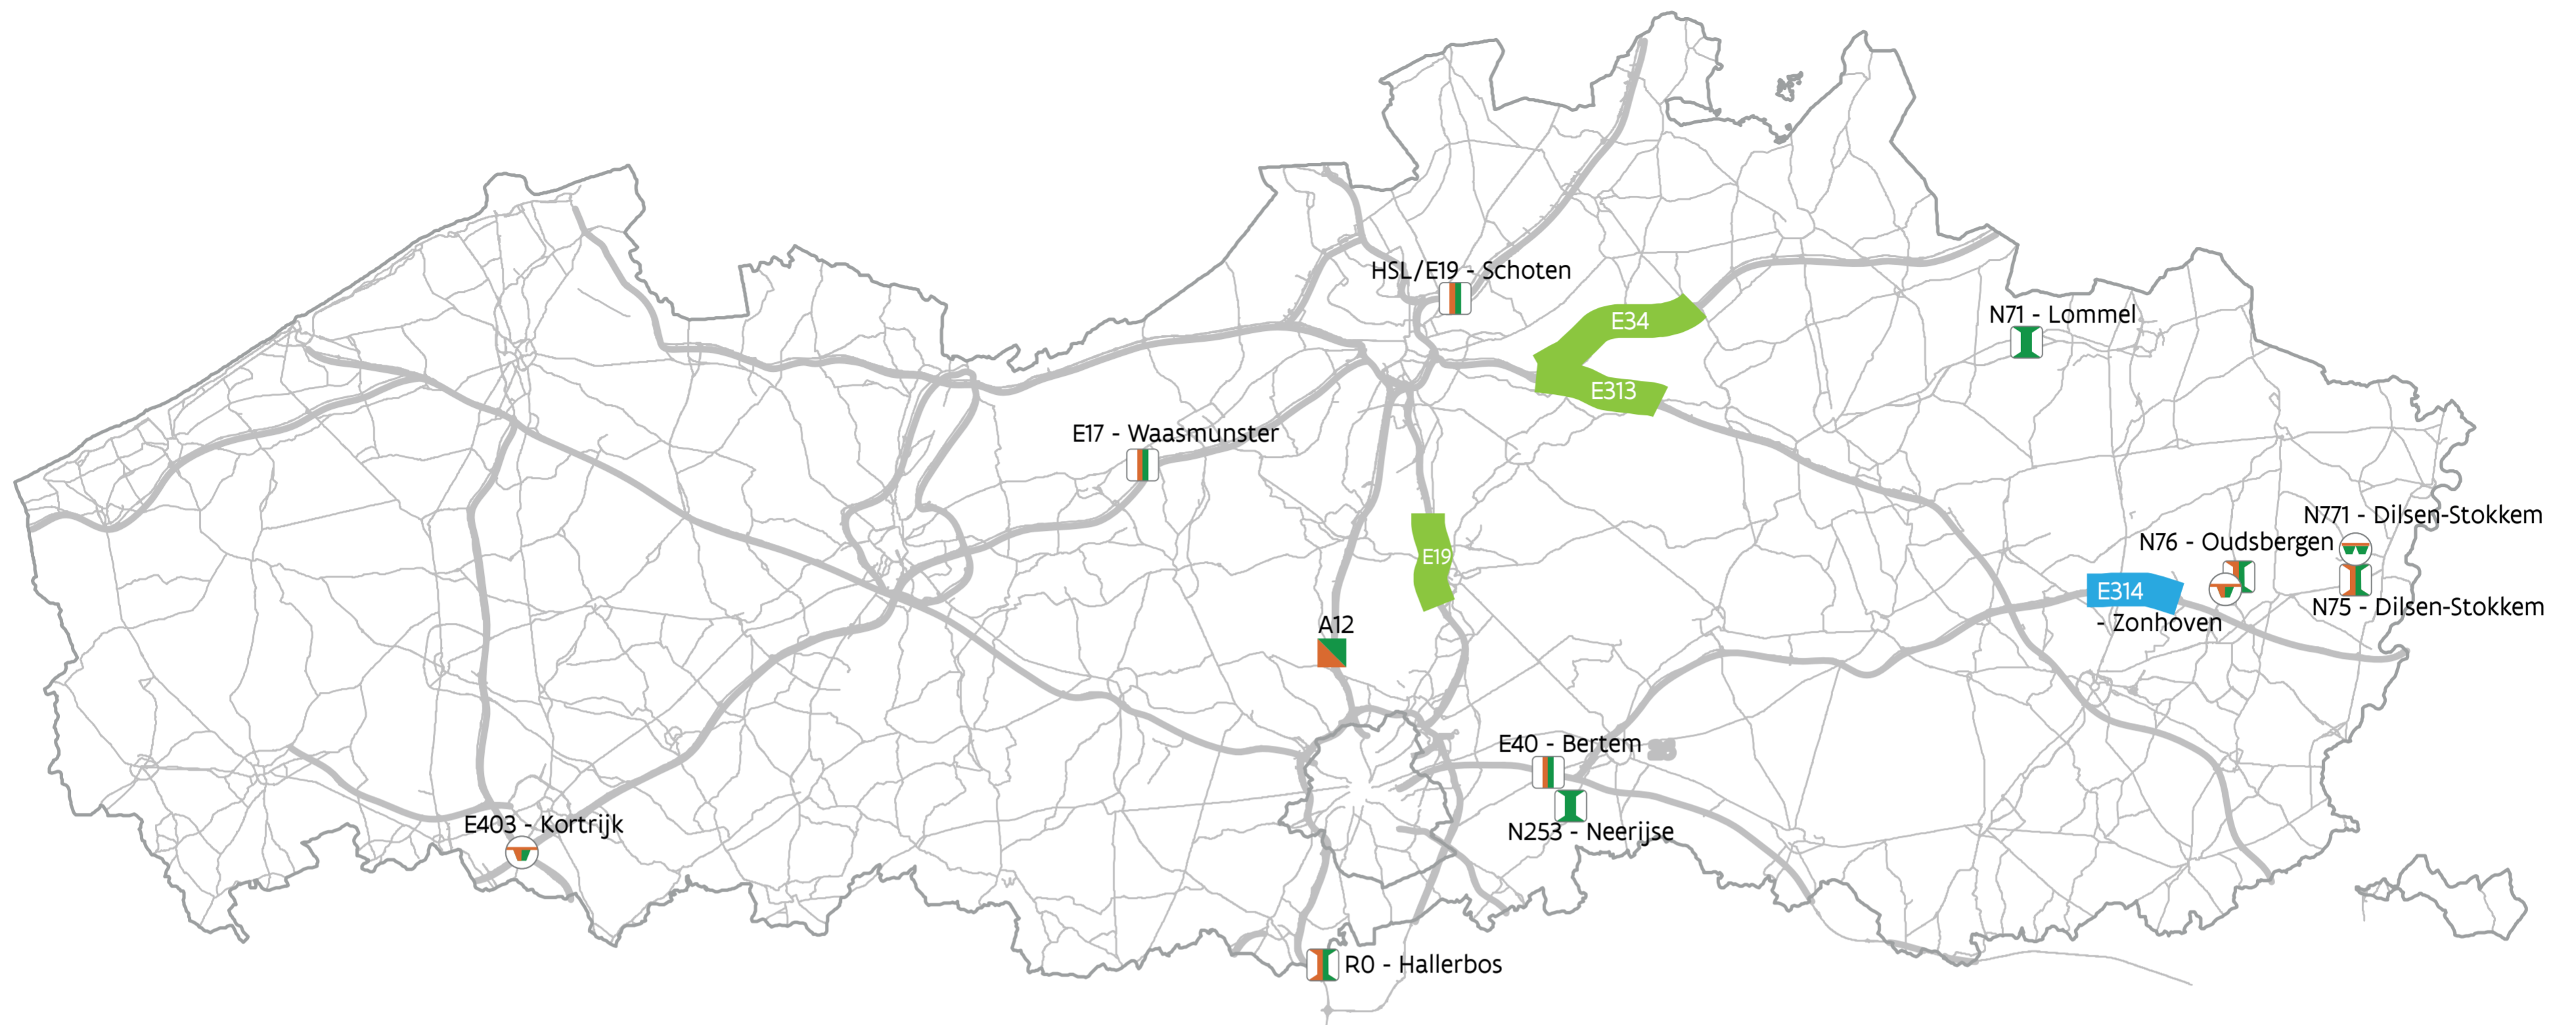 HSL/E19 - Schoten
N71 - Lommel
E34
E313
E17 - Waasmunster
N771 - Dilsen-Stokkem
N76 - Oudsbergen
E19
E314
- Zonhoven
N75 - Dilsen-Stokkem
A12
E40 - Bertem
E403 - Kortrijk
N253 - Neerijse
R0 - Hallerbos